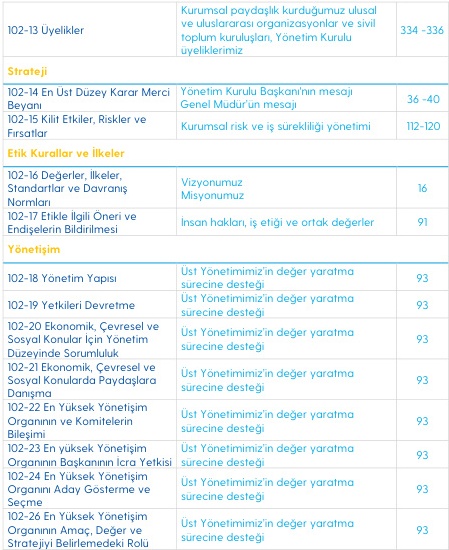 102-13 Üyelikler
Kurumsal paydaşlık kurduğumuz ulusal
ve uluslararası organizasyonlar ve sivil
toplum kuruluşları, Yönetim Kurulu
üyeliklerimiz
334 -336
Strateji
102-14 En Üst Düzey Karar Merci
Beyanı
Yönetim Kurulu Başkanı'nın mesajı
Genel Müdür'ün mesajı
36 -40
102-15 Kilit Etkiler, Riskler ve
Fırsatlar
Kurumsal risk ve iş sürekliliği yönetimi
112-120
Etik Kurallar ve İlkeler
102-16 Değerler, İlkeler,
Standartlar ve Davranış
Normları
Vizyonumuz
Misyonumuz
16
102-17 Etikle İlgili Öneri ve
Endişelerin Bildirilmesi
İnsan hakları, iş etiği ve ortak değerler
91
Yönetişim
102-18 Yönetim Yapısı
Üst Yönetimimiz'in değer yaratma
sürecine desteği
93
102-19 Yetkileri Devretme
Üst Yönetimimiz'in değer yaratma
sürecine desteği
93
102-20 Ekonomik, Çevresel ve
Sosyal Konular İçin Yönetim
Düzeyinde Sorumluluk
Üst Yönetimimiz'in değer yaratma
sürecine desteği
93
102-21 Ekonomik, Çevresel ve
Sosyal Konularda Paydaşlara
Danışma
Üst Yönetimimiz'in değer yaratma
sürecine desteği
93
102-22 En Yüksek Yönetişim
Organının ve Komitelerin
Bileşimi
Üst Yönetimimiz'in değer yaratma
sürecine desteği
93
102-23 En yüksek Yönetişim
Organının Başkanının İcra Yetkisi
Üst Yönetimimiz'in değer yaratma
sürecine desteği
93
102-24 En Yüksek Yönetişim
Organını Aday Gösterme ve
Seçme
Üst Yönetimimiz'in değer yaratma
sürecine desteği
93
102-26 En Yüksek Yönetişim
Organının Amaç, Değer ve
Stratejiyi Belirlemedeki Rolü
Üst Yönetimimiz'in değer yaratma
sürecine desteği
93